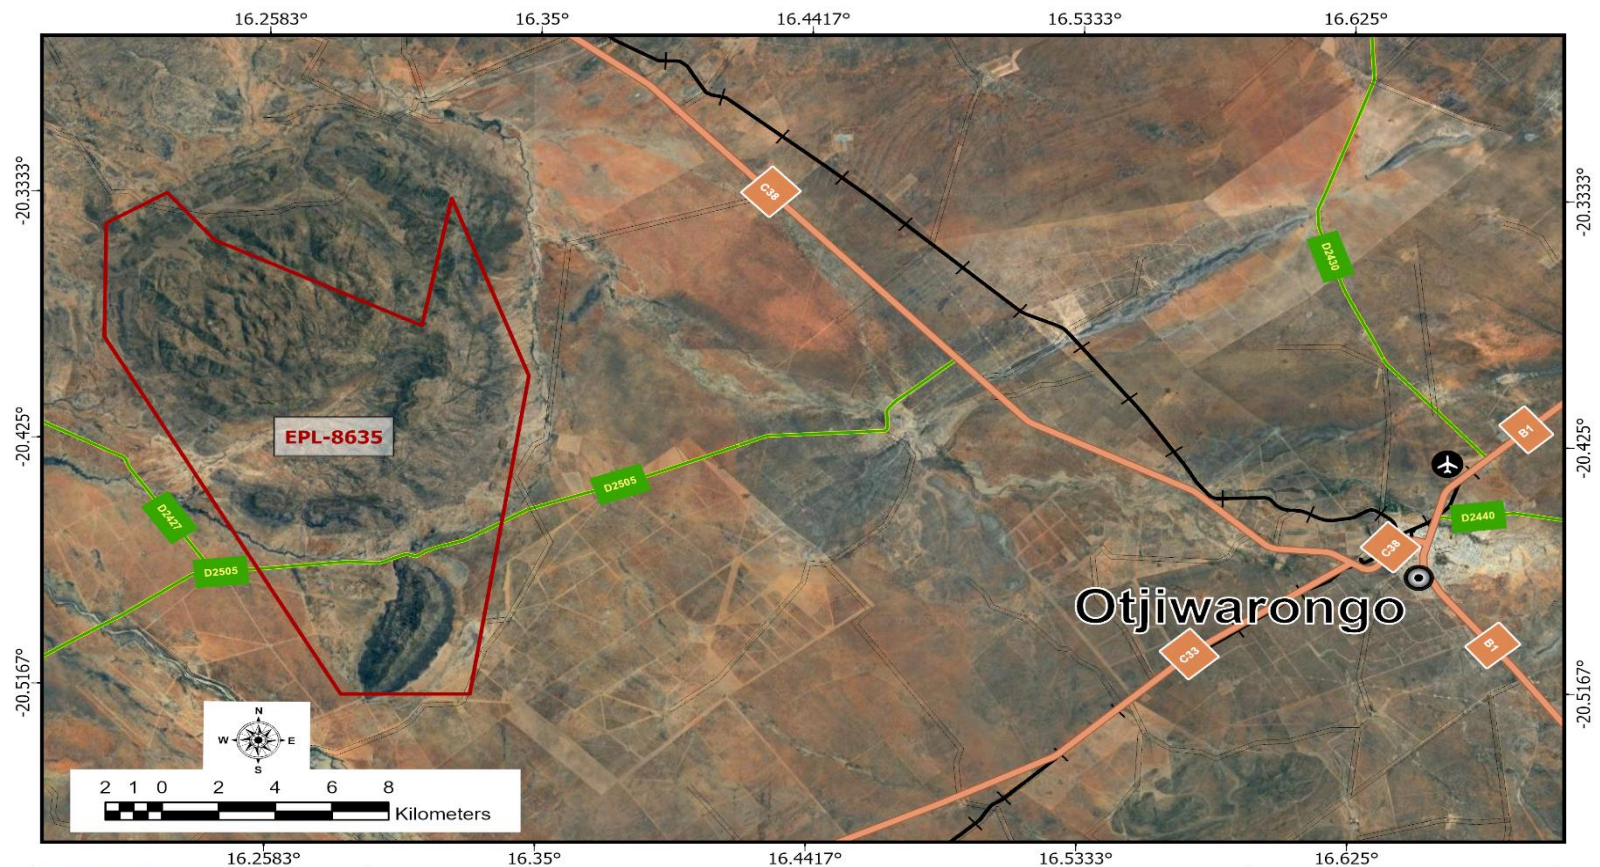 16.2583° 16.35° 16.4417° 16.5333° 16.625°
-20.3333° -20.3333°
C38
D2430
EPL-8635
-20.425° -20.425°
B1
D2505
D2427
D2440
C38
D2505
Otjiwarongo
C33
B1
-20.5167° -20.5167°
N
W E
S
2 1 0 2 4 6 8
Kilometers
16.2583° 16.35° 16.4417° 16.5333° 16.625°